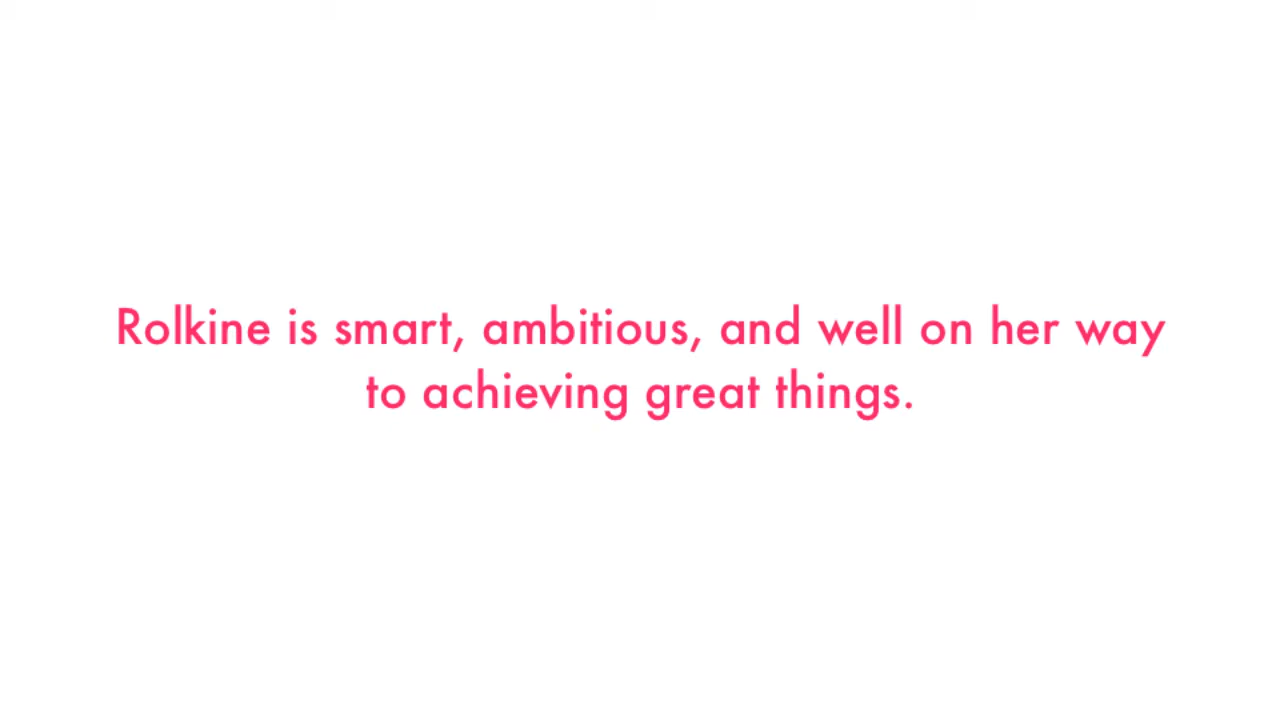 Rolkine is smart, ambitious, and well on her way
to achieving great things.